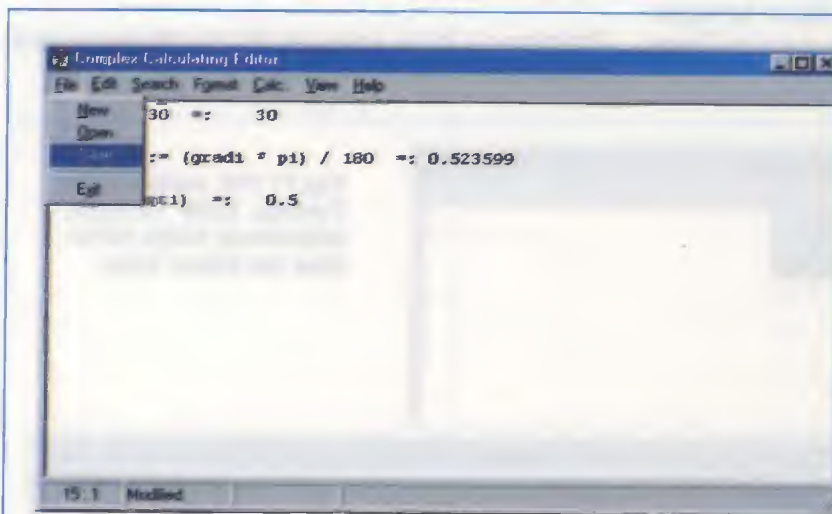 Complex Calculating Editor
File Edit Search Format Calc View Help
New
Open
Exit
30 =: 30
:= (gradi * pi) / 180 =: 0.523599
=: 0.5
15: 1 Modified